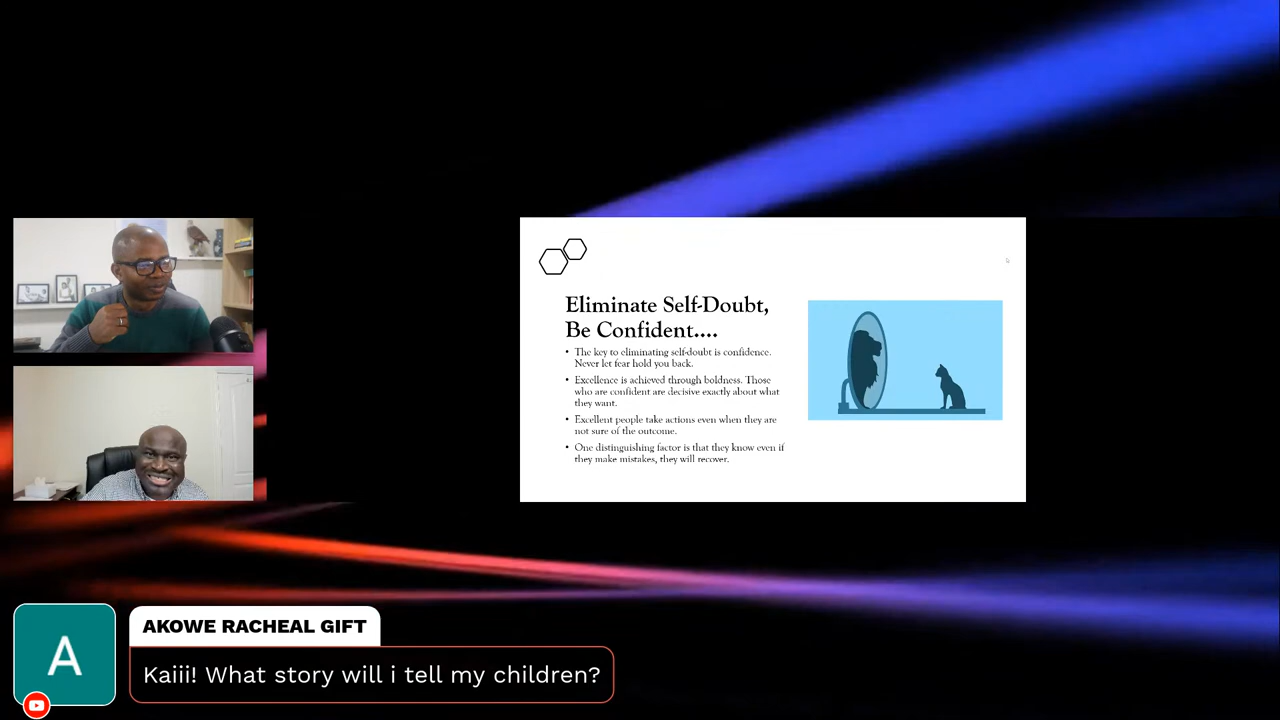 Eliminate Self-Doubt,
Be Confident....
• The key to eliminating self-doubt is confidence.
Never let fear hold you back.
• Excellence is achieved through boldness. Those
who are confident are decisive exactly about what
they want.
• Excellent people take actions even when they are
not sure of the outcome.
• One distinguishing factor is that they know even if
they make mistakes, they will recover.
A
AKOWE RACHEAL GIFT
Kaiii! What story will i tell my children?